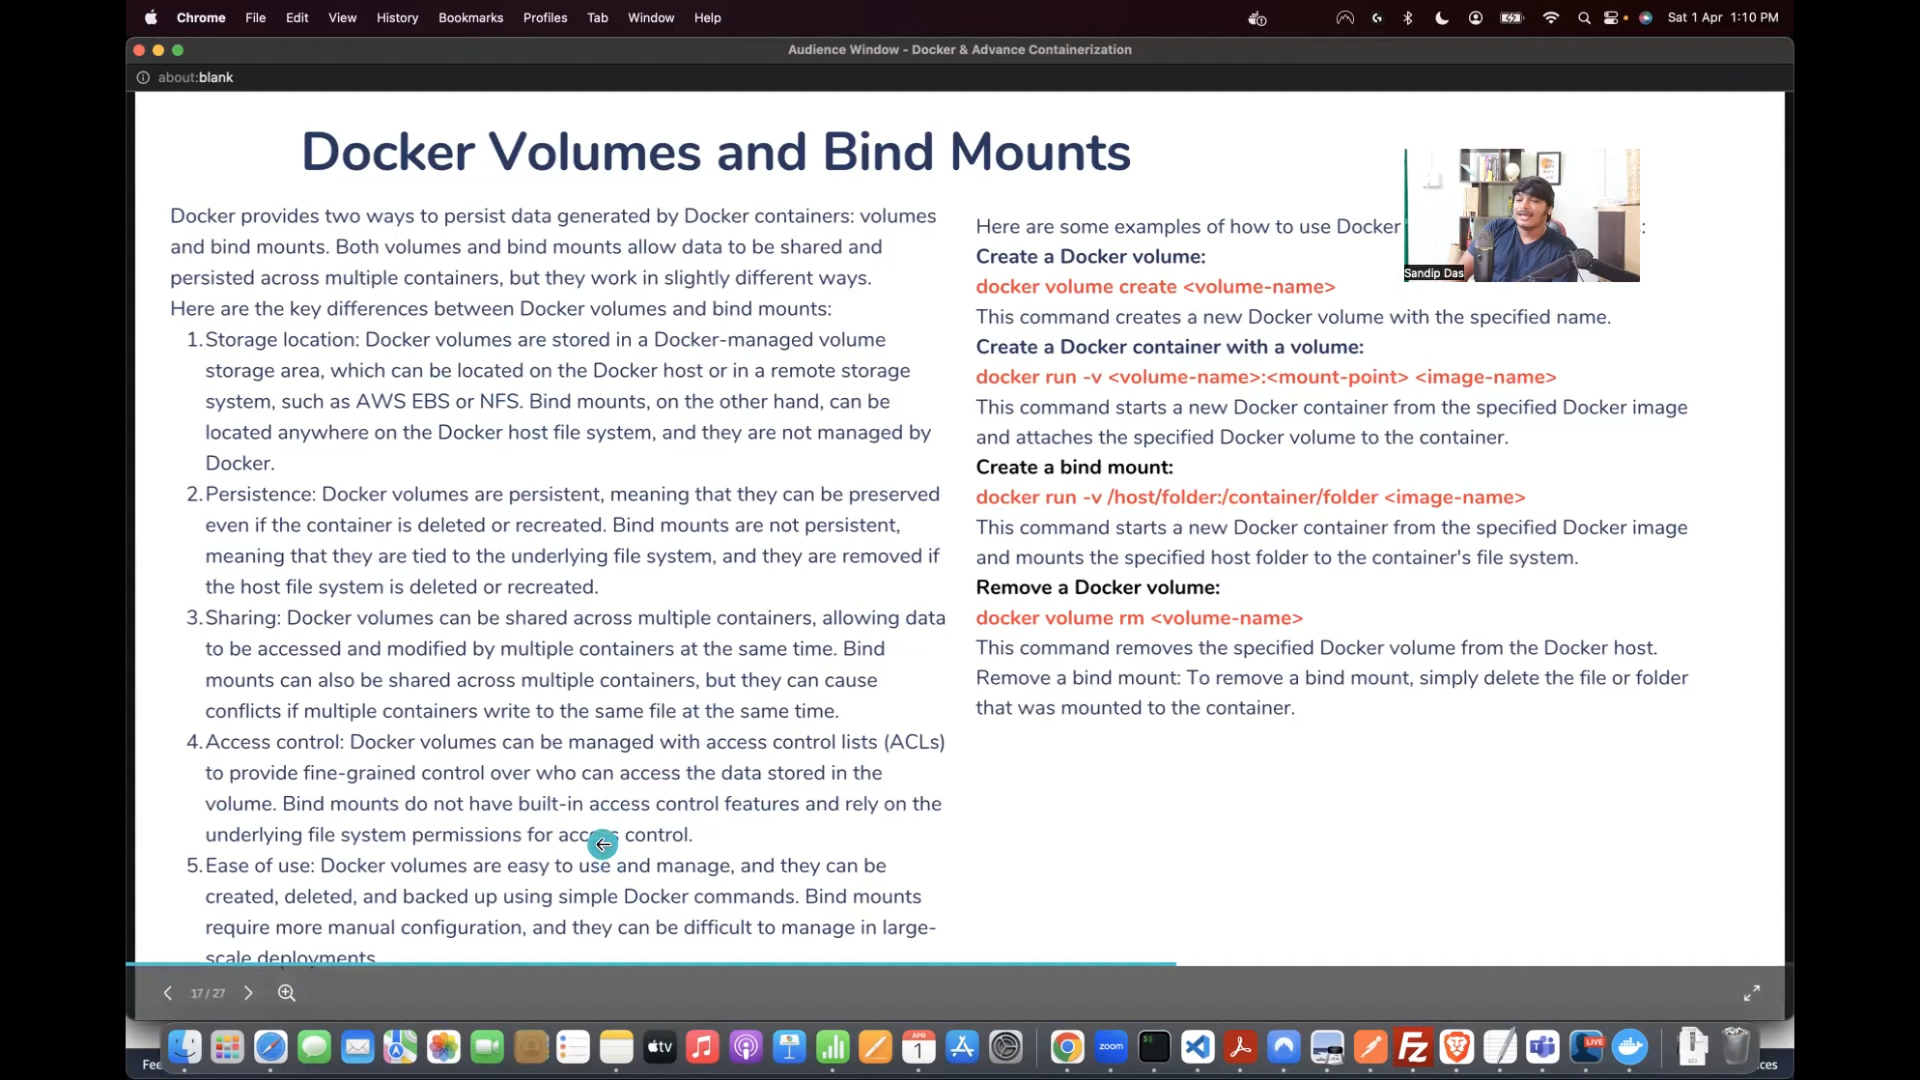 Chrome File Edit View History Bookmarks Profiles Tab Window Help
Sat 1 Apr 1:10 PM
Audience Window - Docker & Advance Containerization
about:blank
Docker Volumes and Bind Mounts
Docker provides two ways to persist data generated by Docker containers: volumes
and bind mounts. Both volumes and bind mounts allow data to be shared and
persisted across multiple containers, but they work in slightly different ways.
Here are the key differences between Docker volumes and bind mounts:
1. Storage location: Docker volumes are stored in a Docker-managed volume
storage area, which can be located on the Docker host or in a remote storage
system, such as AWS EBS or NFS. Bind mounts, on the other hand, can be
located anywhere on the Docker host file system, and they are not managed by
Docker.
2. Persistence: Docker volumes are persistent, meaning that they can be preserved
even if the container is deleted or recreated. Bind mounts are not persistent,
meaning that they are tied to the underlying file system, and they are removed if
the host file system is deleted or recreated.
3. Sharing: Docker volumes can be shared across multiple containers, allowing data
to be accessed and modified by multiple containers at the same time. Bind
mounts can also be shared across multiple containers, but they can cause
conflicts if multiple containers write to the same file at the same time.
4. Access control: Docker volumes can be managed with access control lists (ACLs)
to provide fine-grained control over who can access the data stored in the
volume. Bind mounts do not have built-in access control features and rely on the
underlying file system permissions for access control.
5. Ease of use: Docker volumes are easy to use and manage, and they can be
created, deleted, and backed up using simple Docker commands. Bind mounts
require more manual configuration, and they can be difficult to manage in large-
scale deployments
Here are some examples of how to use Docker :
Create a Docker volume:
docker volume create <volume-name>
This command creates a new Docker volume with the specified name.
Create a Docker container with a volume:
docker run -v <volume-name>:<mount-point> <image-name>
This command starts a new Docker container from the specified Docker image
and attaches the specified Docker volume to the container.
Create a bind mount:
docker run -v /host/folder:/container/folder <image-name>
This command starts a new Docker container from the specified Docker image
and mounts the specified host folder to the container's file system.
Remove a Docker volume:
docker volume rm <volume-name>
This command removes the specified Docker volume from the Docker host.
Remove a bind mount: To remove a bind mount, simply delete the file or folder
that was mounted to the container.
Sandip Das
17 / 27
tv
APR
1
zoom
Fz
LIVE
Fee
ces